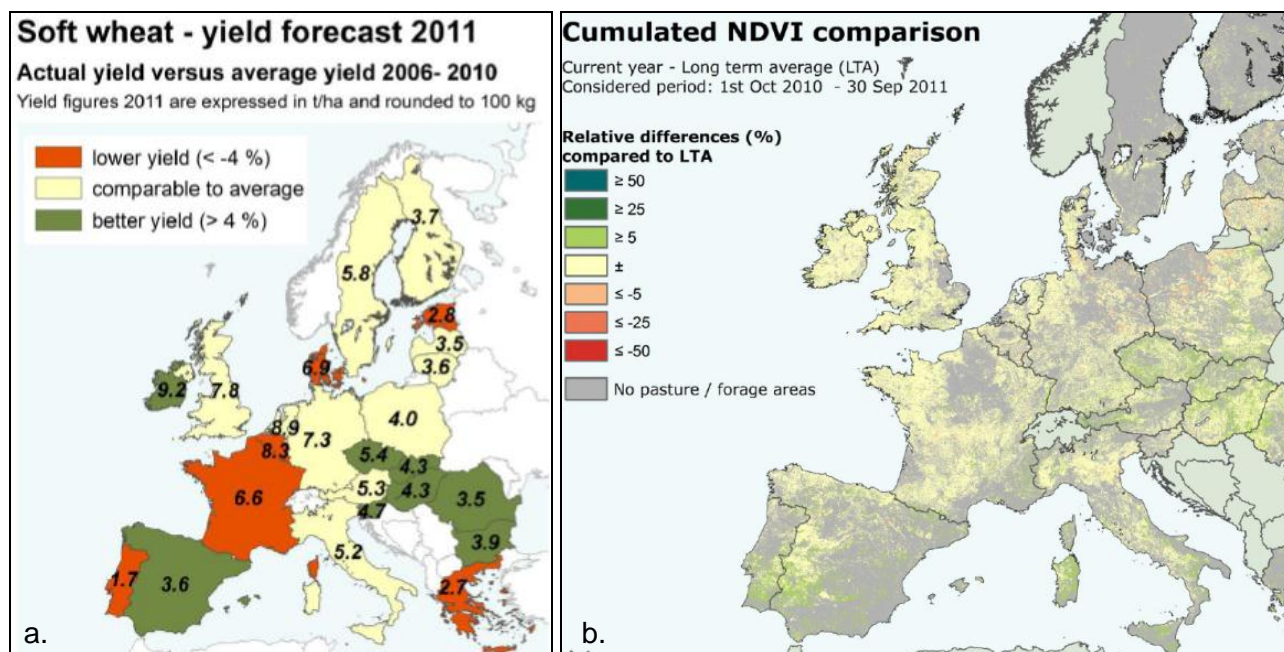 Soft wheat - yield forecast 2011
Actual yield versus average yield 2006- 2010
Yield figures 2011 are expressed in t/ha and rounded to 100 kg
lower yield (< -4 %)
comparable to average
better yield (> 4 %)
3.7
5.8
2.8
3.5
3.6
6.9
9.2
7.8
4.0
8.9
7.3
8.3
5.4
4.3
6.6
5.3
4.3
3.5
4.7
3.9
5.2
1.7
3.6
2.7
a.
Cumulated NDVI comparison
Current year - Long term average (LTA)
Considered period: 1st Oct 2010 - 30 Sep 2011
Relative differences (%)
compared to LTA
≥ 50
≥ 25
≥ 5
±
≤ -5
≤ -25
≤ -50
No pasture / forage areas
b.